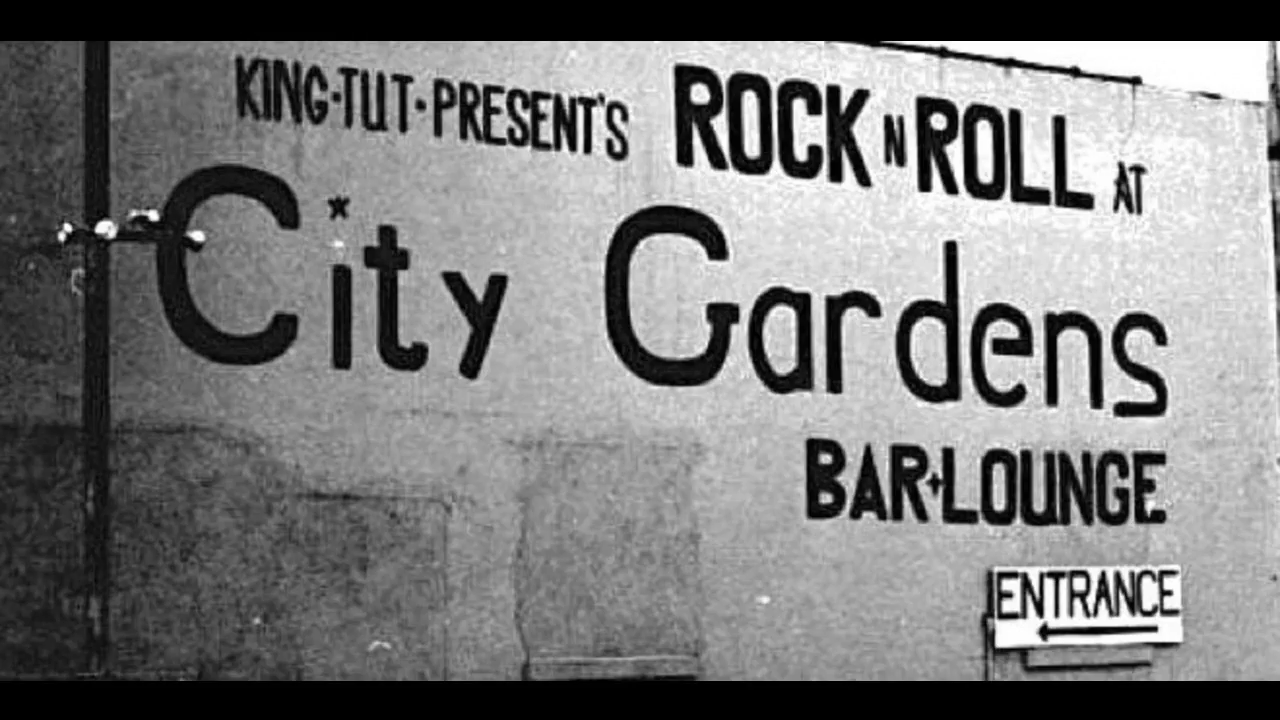 KING·TUT·PRESENT'S ROCK N ROLL AT
City Gardens
BAR+LOUNGE
ENTRANCE